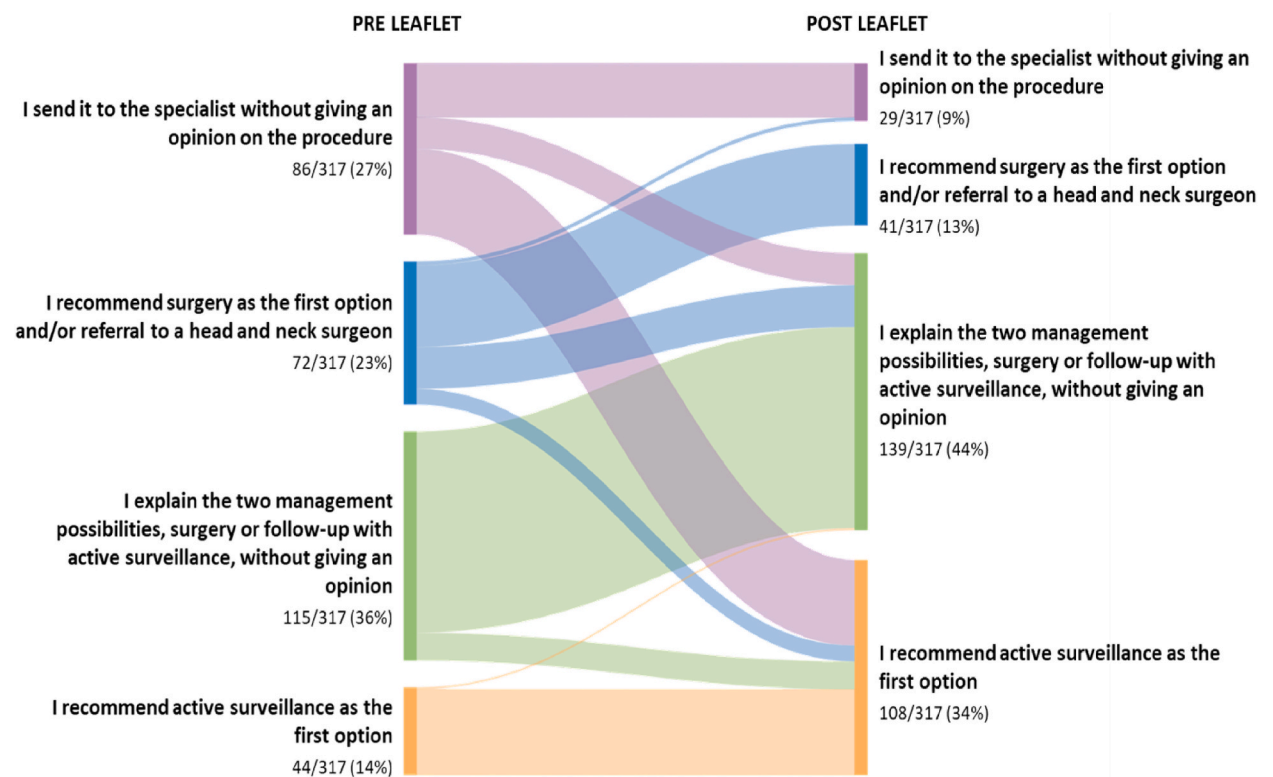 PRE LEAFLET
POST LEAFLET
I send it to the specialist without giving an
opinion on the procedure
86/317 (27%)
I recommend surgery as the first option
and/or referral to a head and neck surgeon
72/317 (23%)
I explain the two management
possibilities, surgery or follow-up with
active surveillance, without giving an
opinion
115/317 (36%)
I recommend active surveillance as the
first option
44/317 (14%)
I send it to the specialist without giving an
opinion on the procedure
29/317 (9%)
I recommend surgery as the first option
and/or referral to a head and neck surgeon
41/317 (13%)
I explain the two management
possibilities, surgery or follow-up with
active surveillance, without giving an
opinion
139/317 (44%)
I recommend active surveillance as the
first option
108/317 (34%)